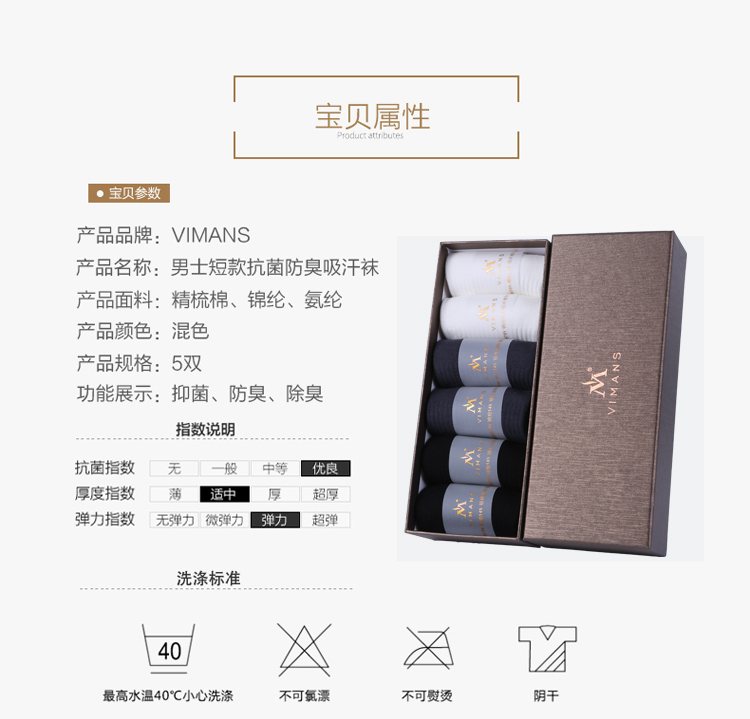 宝贝属性
Product attributes
宝贝参数
产品品牌：VIMANS
产品名称：男士短款抗菌防臭吸汗袜
产品面料：精梳棉、锦纶、氨纶
产品颜色：混色
产品规格：5双
功能展示：抑菌、防臭、除臭
指数说明
抗菌指数 无 一般 中等 优良
厚度指数 薄 适中 厚 超厚
弹力指数 无弹力 微弹力 弹力 超弹
VIMANS
VIMANS
VIMANS
VIMANS
VIMANS
洗涤标准
40
最高水温40℃小心洗涤
不可氯漂
不可熨烫
阴干